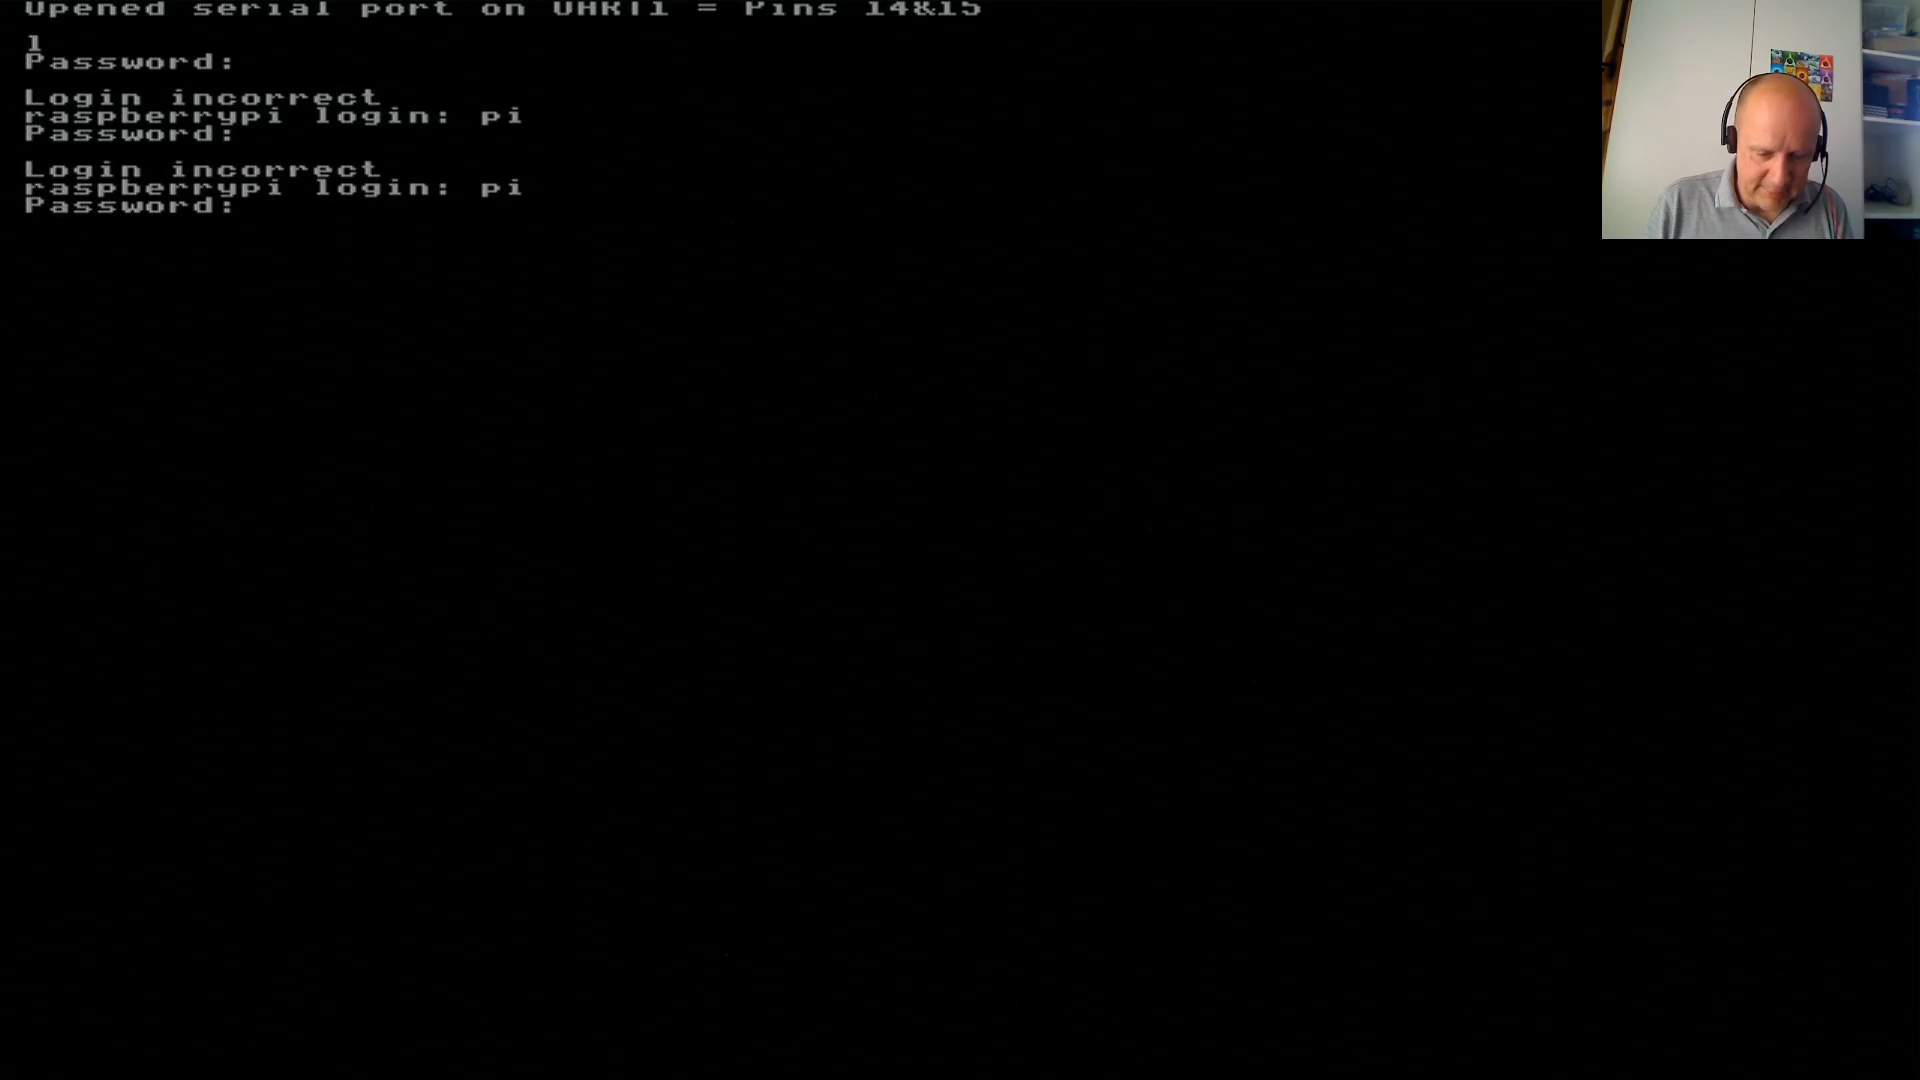 Opened serial port on UART1 = Pins 14&15
l
Password:
Login incorrect
raspberrypi login: pi
Password:
Login incorrect
raspberrypi login: pi
Password: